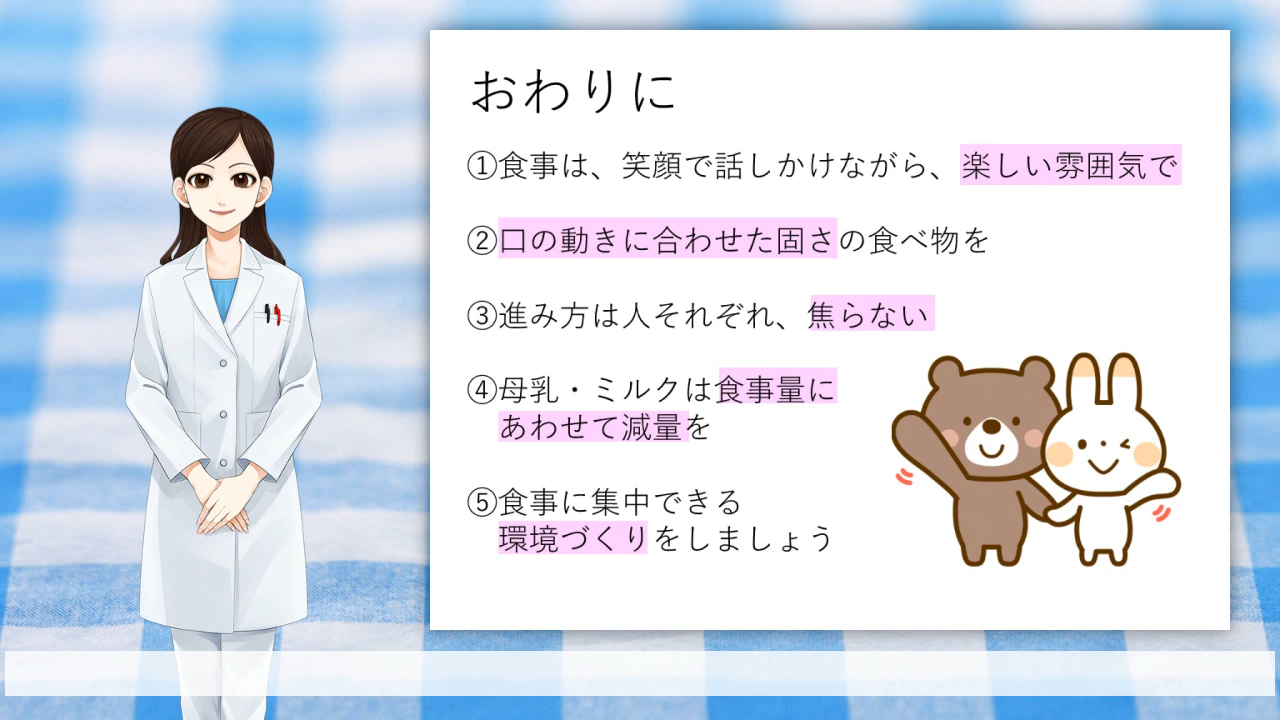 おわりに
①食事は、笑顔で話しかけながら、楽しい雰囲気で
②口の動きに合わせた固さの食べ物を
③進み方は人それぞれ、焦らない
④母乳・ミルクは食事量に
あわせて減量を
⑤食事に集中できる
環境づくりをしましょう